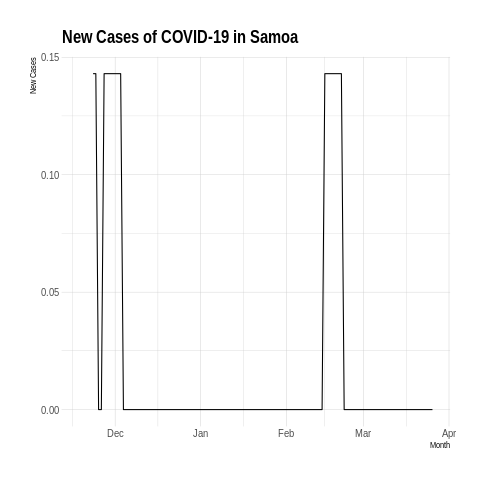 New Cases of COVID-19 in Samoa
New Cases
0.15
0.10
0.05
0.00
Dec Jan Feb Mar Apr
Month